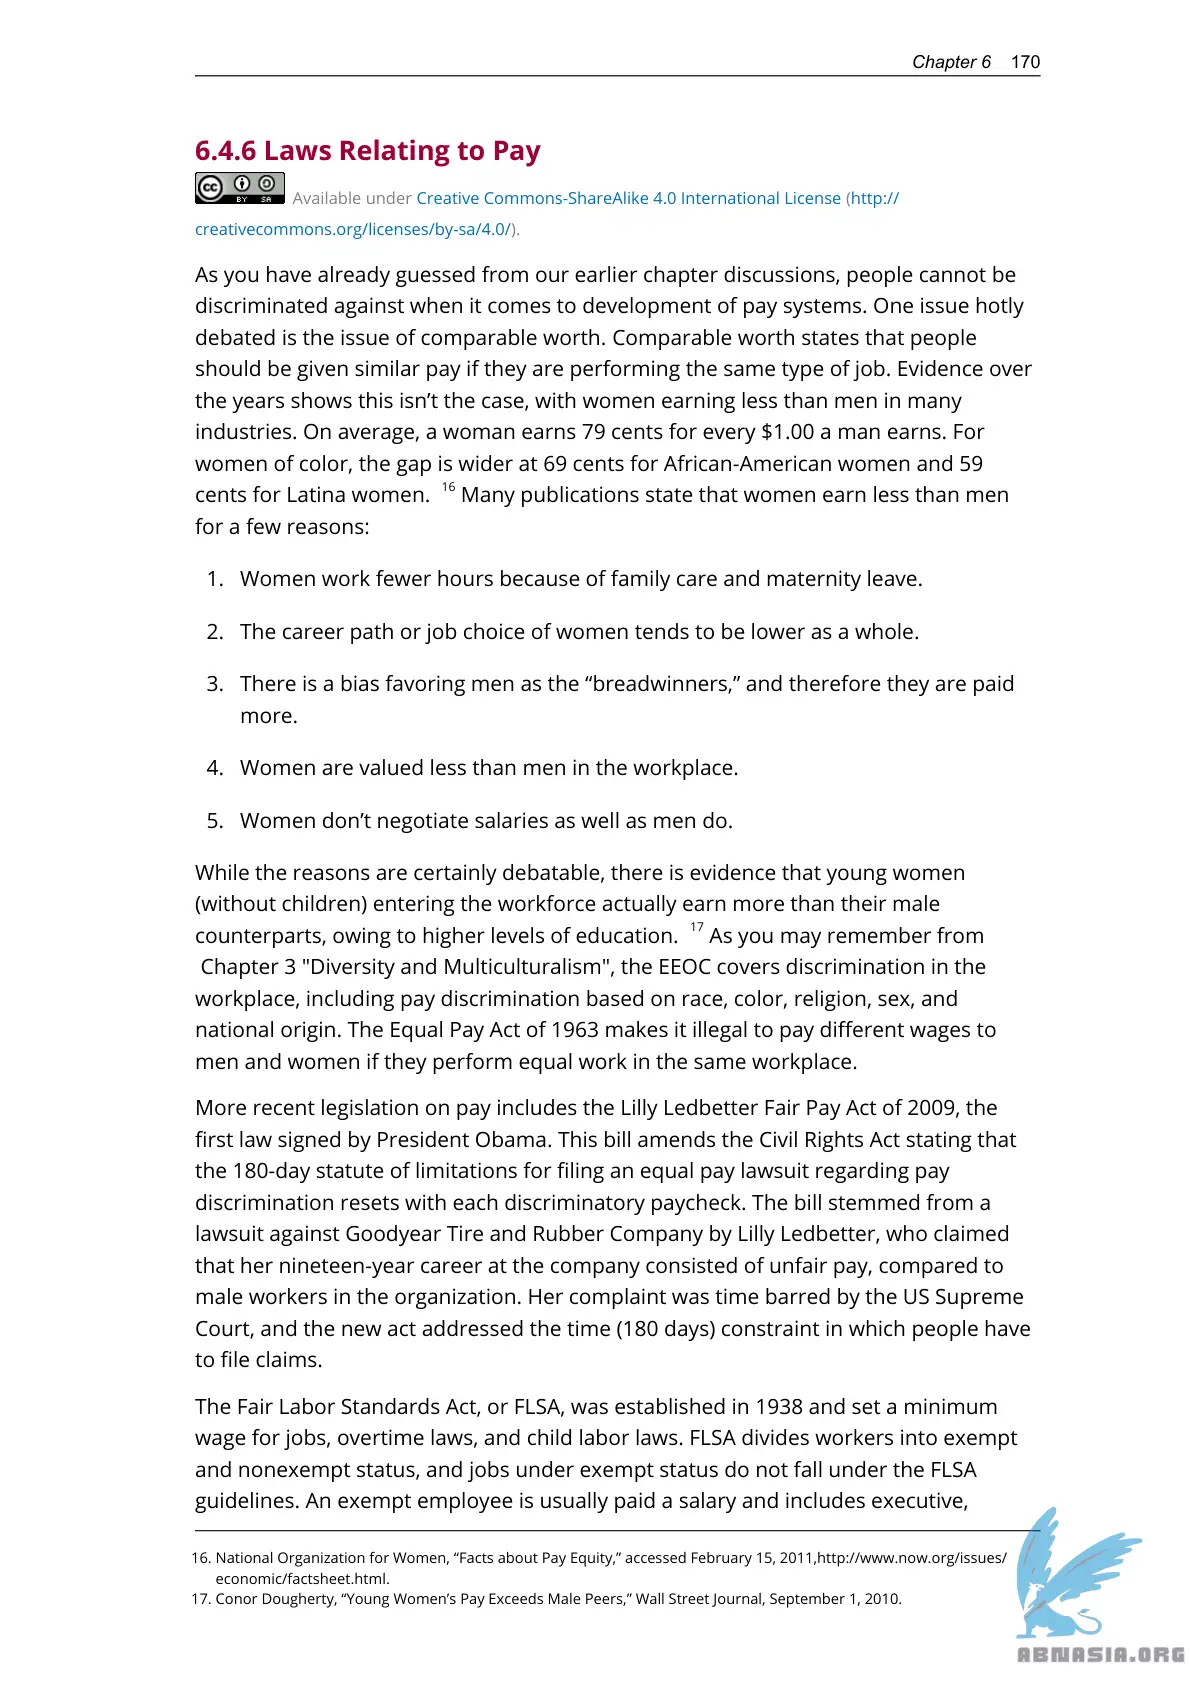 Chapter 6 170
6.4.6 Laws Relating to Pay
cc BY SA Available under Creative Commons-ShareAlike 4.0 International License (http://
creativecommons.org/licenses/by-sa/4.0/).
As you have already guessed from our earlier chapter discussions, people cannot be
discriminated against when it comes to development of pay systems. One issue hotly
debated is the issue of comparable worth. Comparable worth states that people
should be given similar pay if they are performing the same type of job. Evidence over
the years shows this isn’t the case, with women earning less than men in many
industries. On average, a woman earns 79 cents for every $1.00 a man earns. For
women of color, the gap is wider at 69 cents for African-American women and 59
cents for Latina women. 16 Many publications state that women earn less than men
for a few reasons:
1. Women work fewer hours because of family care and maternity leave.
2. The career path or job choice of women tends to be lower as a whole.
3. There is a bias favoring men as the “breadwinners,” and therefore they are paid
more.
4. Women are valued less than men in the workplace.
5. Women don’t negotiate salaries as well as men do.
While the reasons are certainly debatable, there is evidence that young women
(without children) entering the workforce actually earn more than their male
counterparts, owing to higher levels of education. 17 As you may remember from
Chapter 3 "Diversity and Multiculturalism", the EEOC covers discrimination in the
workplace, including pay discrimination based on race, color, religion, sex, and
national origin. The Equal Pay Act of 1963 makes it illegal to pay different wages to
men and women if they perform equal work in the same workplace.
More recent legislation on pay includes the Lilly Ledbetter Fair Pay Act of 2009, the
first law signed by President Obama. This bill amends the Civil Rights Act stating that
the 180-day statute of limitations for filing an equal pay lawsuit regarding pay
discrimination resets with each discriminatory paycheck. The bill stemmed from a
lawsuit against Goodyear Tire and Rubber Company by Lilly Ledbetter, who claimed
that her nineteen-year career at the company consisted of unfair pay, compared to
male workers in the organization. Her complaint was time barred by the US Supreme
Court, and the new act addressed the time (180 days) constraint in which people have
to file claims.
The Fair Labor Standards Act, or FLSA, was established in 1938 and set a minimum
wage for jobs, overtime laws, and child labor laws. FLSA divides workers into exempt
and nonexempt status, and jobs under exempt status do not fall under the FLSA
guidelines. An exempt employee is usually paid a salary and includes executive,
16. National Organization for Women, “Facts about Pay Equity,” accessed February 15, 2011,http://www.now.org/issues/
economic/factsheet.html.
17. Conor Dougherty, “Young Women’s Pay Exceeds Male Peers,” Wall Street Journal, September 1, 2010.
ABNASIA.ORG